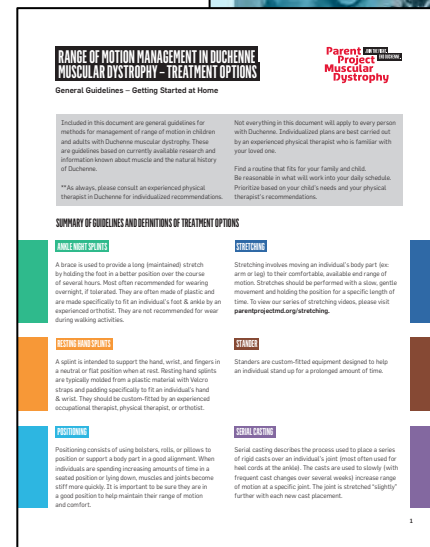 RANGE OF MOTION MANAGEMENT IN DUCHENNE
MUSCULAR DYSTROPHY – TREATMENT OPTIONS
General Guidelines – Getting Started at Home
Parent
Project
Muscular
Dystrophy
JOIN THE FIGHT.
END DUCHENNE.
Included in this document are general guidelines for
methods for management of range of motion in children
and adults with Duchenne muscular dystrophy. These
are guidelines based on currently available research and
information known about muscle and the natural history
of Duchenne.
**As always, please consult an experienced physical
therapist in Duchenne for individualized recommendations.
Not everything in this document will apply to every person
with Duchenne. Individualized plans are best carried out
by an experienced physical therapist who is familiar with
your loved one.
Find a routine that fits for your family and child.
Be reasonable in what will work into your daily schedule.
Prioritize based on your child's needs and your physical
therapist's recommendations.
SUMMARY OF GUIDELINES AND DEFINITIONS OF TREATMENT OPTIONS
ANKLE NIGHT SPLINTS
A brace is used to provide a long (maintained) stretch
by holding the foot in a better position over the course
of several hours. Most often recommended for wearing
overnight, if tolerated. They are often made of plastic and
are made specifically to fit an individual's foot & ankle by an
experienced orthotist. They are not recommended for wear
during walking activities.
STRETCHING
Stretching involves moving an individual's body part (ex:
arm or leg) to their comfortable, available end range of
motion. Stretches should be performed with a slow, gentle
movement and holding the position for a specific length of
time. To view our series of stretching videos, please visit
parentprojectmd.org/stretching.
RESTING HAND SPLINTS
A splint is intended to support the hand, wrist, and fingers in
a neutral or flat position when at rest. Resting hand splints
are typically molded from a plastic material with Velcro
straps and padding specifically to fit an individual's hand
& wrist. They should be custom-fitted by an experienced
occupational therapist, physical therapist, or orthotist.
STANDER
Standers are custom-fitted equipment designed to help
an individual stand up for a prolonged amount of time.
POSITIONING
Positioning consists of using bolsters, rolls, or pillows to
position or support a body part in a good alignment. When
individuals are spending increasing amounts of time in a
seated position or lying down, muscles and joints become
stiff more quickly. It is important to be sure they are in
a good position to help maintain their range of motion
and comfort.
SERIAL CASTING
Serial casting describes the process used to place a series
of rigid casts over an individual's joint (most often used for
heel cords at the ankle). The casts are used to slowly (with
frequent cast changes over several weeks) increase range
of motion at a specific joint. The joint is stretched "slightly"
further with each new cast placement.
1